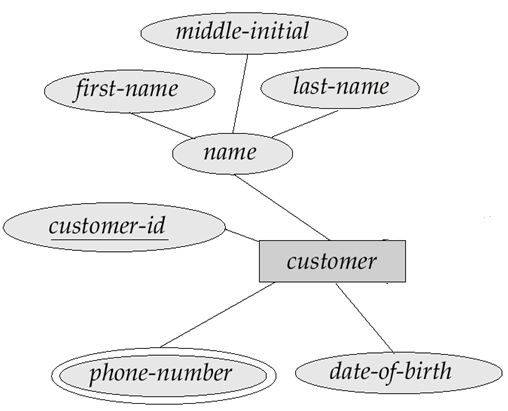 middle-initial
first-name
last-name
name
customer-id
customer
phone-number
date-of-birth